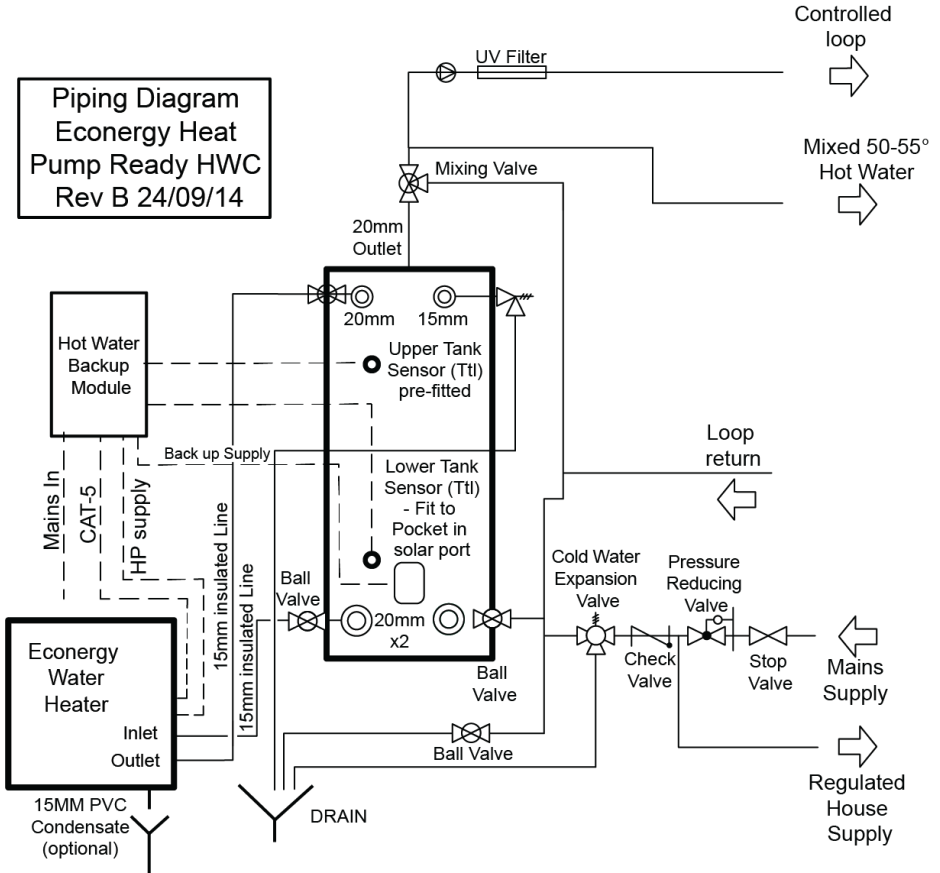 Controlled
loop
UV Filter
Piping Diagram
Econergy Heat
Pump Ready HWC
Rev B 24/09/14
Mixing Valve
Mixed 50-55°
Hot Water
20mm
Outlet
20mm
15mm
Hot Water
Backup
Module
Upper Tank
Sensor (Ttl)
pre-fitted
Back up Supply
Lower Tank
Sensor (Ttl)
- Fit to
Pocket in
solar port
Loop
return
Mains In
CAT-5
HP supply
15mm insulated Line
15mm insulated Line
Ball
Valve
20mm
x2
Cold Water
Expansion
Valve
Pressure
Reducing
Valve
Check
Valve
Stop
Valve
Mains
Supply
Ball
Valve
Econergy
Water
Heater
Inlet
Outlet
Ball Valve
Regulated
House
Supply
15MM PVC
Condensate
(optional)
DRAIN